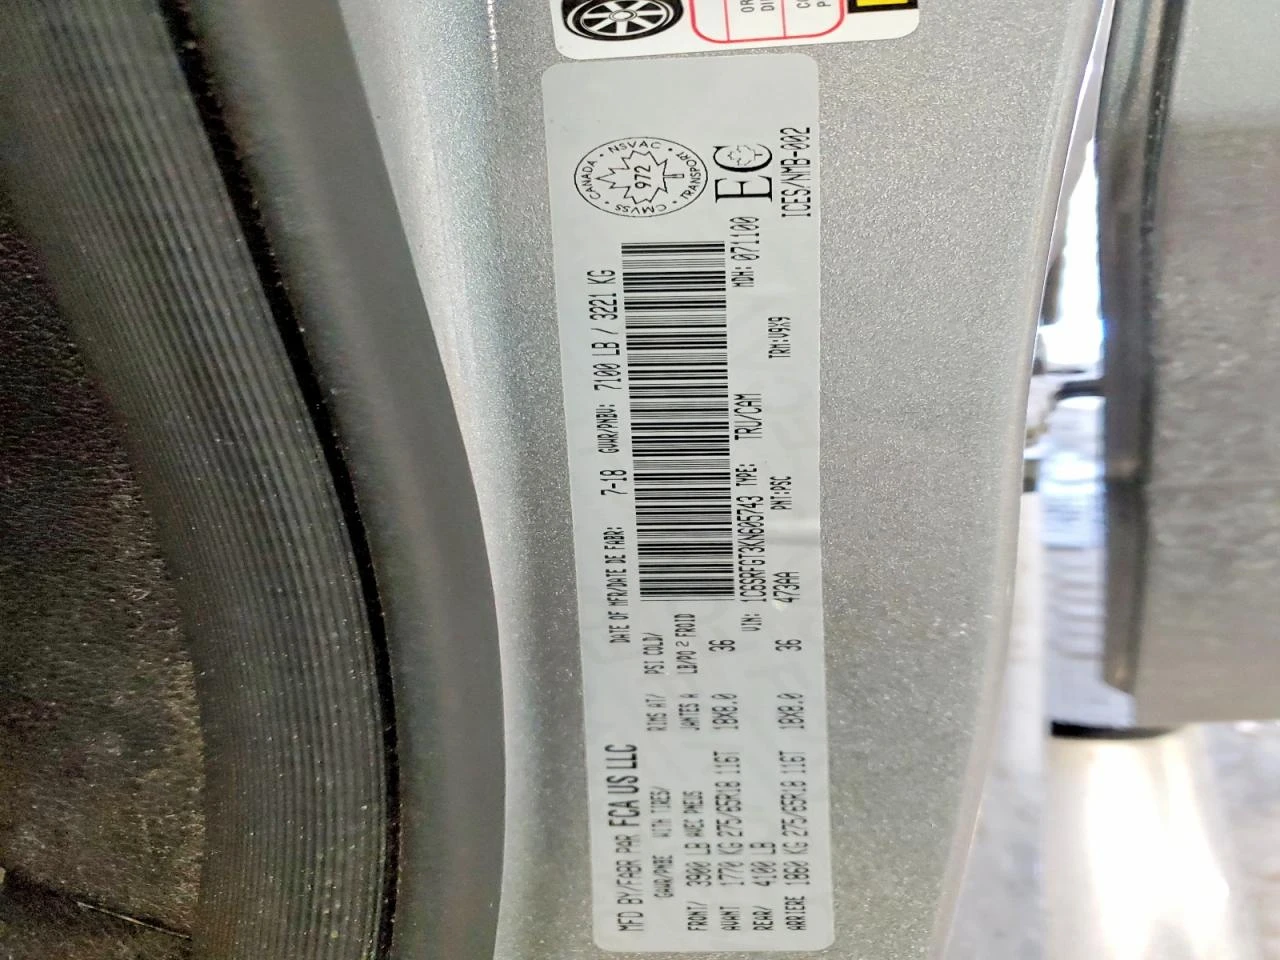 MFD BY/FABR PAR FCA US LLC
DATE OF MFR/DATE DE FABR: 7-18 GVWR/PNBV: 7100 LB / 3221 KG
GAWR/PNBE WITH TIRES/ RIMS AT/ PSI COLD/
AVEC PNEUS JANTES A LB/PO 2 FROID
FRONT/ 3900 LB
AVANT 1770 KG 275/65R18 116T 18X8.0 36
REAR/ 4100 LB
ARRIERE 1860 KG 275/65R18 116T 18X8.0 36
VIN: 1C6SRFGT3KN605743 TYPE: TRU/CAM MDH: 071100
473AA PNT:PSC TRM:V9X9
CANADA • NSVAC • TRANSPORT • CMVSS •
972
EC
ICES/NMB-002